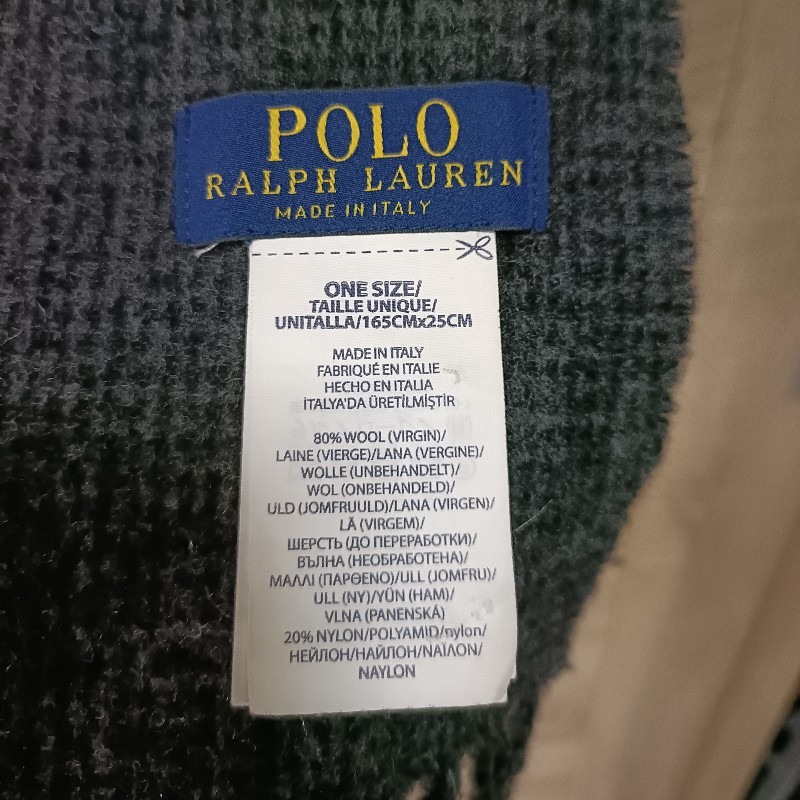 POLO
RALPH LAUREN
MADE IN ITALY
ONE SIZE/
TAILLE UNIQUE/
UNITALLA/165CMx25CM
MADE IN ITALY
FABRIQUÉ EN ITALIE
HECHO EN ITALIA
İTALYA'DA ÜRETİLMİŞTİR
80% WOOL (VIRGIN)/
LAINE (VIERGE)/LANA (VERGINE)/
WOLLE (UNBEHANDELT)/
WOL (ONBEHANDELD)/
ULD (JOMFRUULD)/LANA (VIRGEN)/
LÃ (VIRGEM)/
ШЕРСТЬ (ДО ПЕРЕРАБОТКИ)/
ВЪЛНА (НЕОБРАБОТЕНА)/
ΜΑΛΛΙ (ΠΑΡΘΕΝΟ)/ULL (JOMFRU)/
ULL (NY)/YÜN (HAM)/
VLNA (PANENSKÁ)
20% NYLON/POLYAMID/nylon/
НЕЙЛОН/НАЙЛОН/ΝΑΪΛΟΝ/
NAYLON